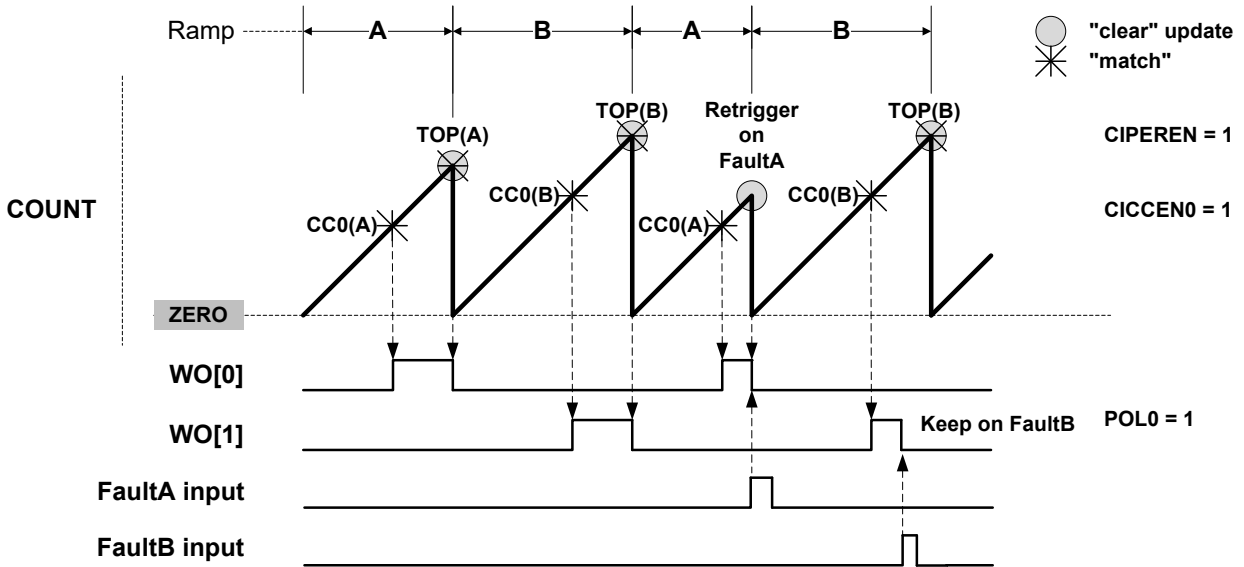 Ramp
A
B
A
B
"clear" update
"match"
TOP(A)
TOP(B)
Retrigger
on
FaultA
TOP(B)
CIPEREN = 1
COUNT
CC0(A)
CC0(B)
CC0(A)
CC0(B)
CICCEN0 = 1
ZERO
WO[0]
WO[1]
Keep on FaultB
POL0 = 1
FaultA input
FaultB input